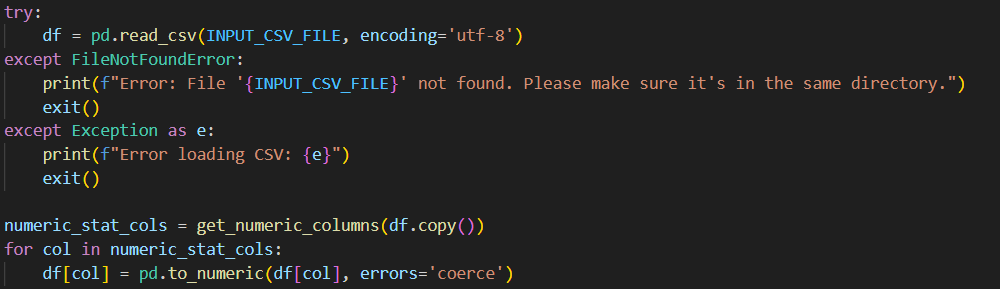 try:
    df = pd.read_csv(INPUT_CSV_FILE, encoding='utf-8')
except FileNotFoundError:
    print(f"Error: File '{INPUT_CSV_FILE}' not found. Please make sure it's in the same directory.")
    exit()
except Exception as e:
    print(f"Error loading CSV: {e}")
    exit()

numeric_stat_cols = get_numeric_columns(df.copy())
for col in numeric_stat_cols:
    df[col] = pd.to_numeric(df[col], errors='coerce')